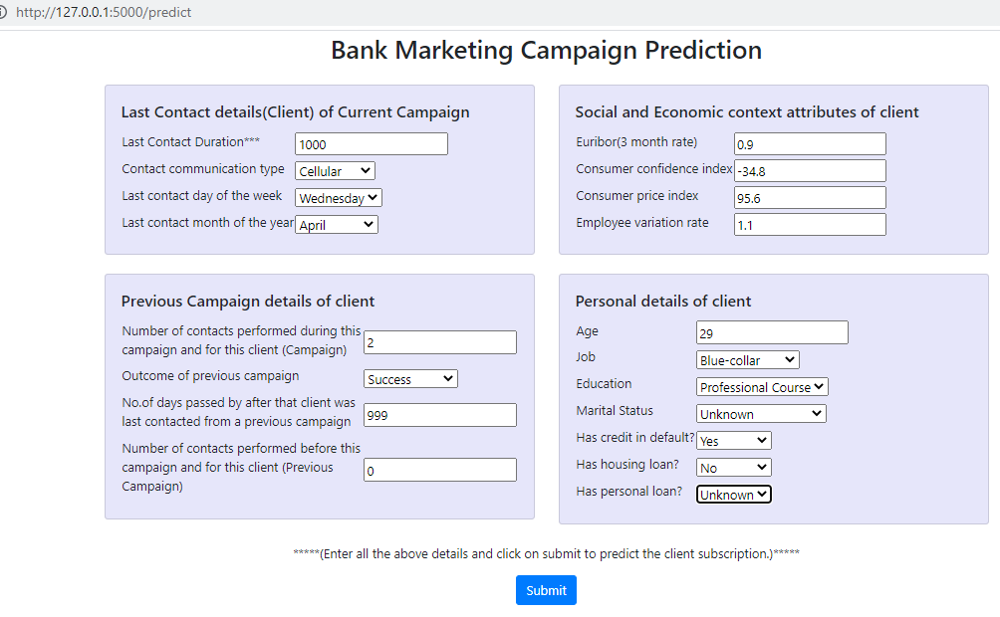 http://127.0.0.1:5000/predict
Bank Marketing Campaign Prediction
Last Contact details(Client) of Current Campaign
Last Contact Duration*** 1000
Contact communication type Cellular
Last contact day of the week Wednesday
Last contact month of the year April
Social and Economic context attributes of client
Euribor(3 month rate) 0.9
Consumer confidence index -34.8
Consumer price index 95.6
Employee variation rate 1.1
Previous Campaign details of client
Number of contacts performed during this
campaign and for this client (Campaign) 2
Outcome of previous campaign Success
No.of days passed by after that client was
last contacted from a previous campaign 999
Number of contacts performed before this
campaign and for this client (Previous 0
Campaign)
Personal details of client
Age 29
Job Blue-collar
Education Professional Course
Marital Status Unknown
Has credit in default? Yes
Has housing loan? No
Has personal loan? Unknown
*****(Enter all the above details and click on submit to predict the client subscription.)*****
Submit